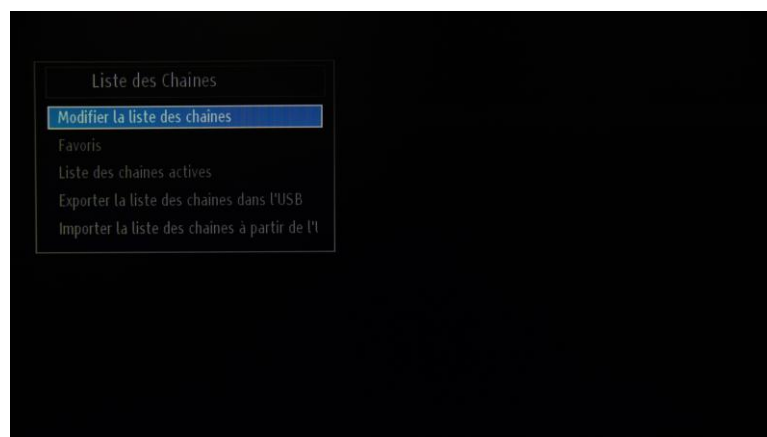 Liste des Chaines
Modifier la liste des chaines
Favoris
Liste des chaines actives
Exporter la liste des chaines dans l'USB
Importer la liste des chaines à partir de l'